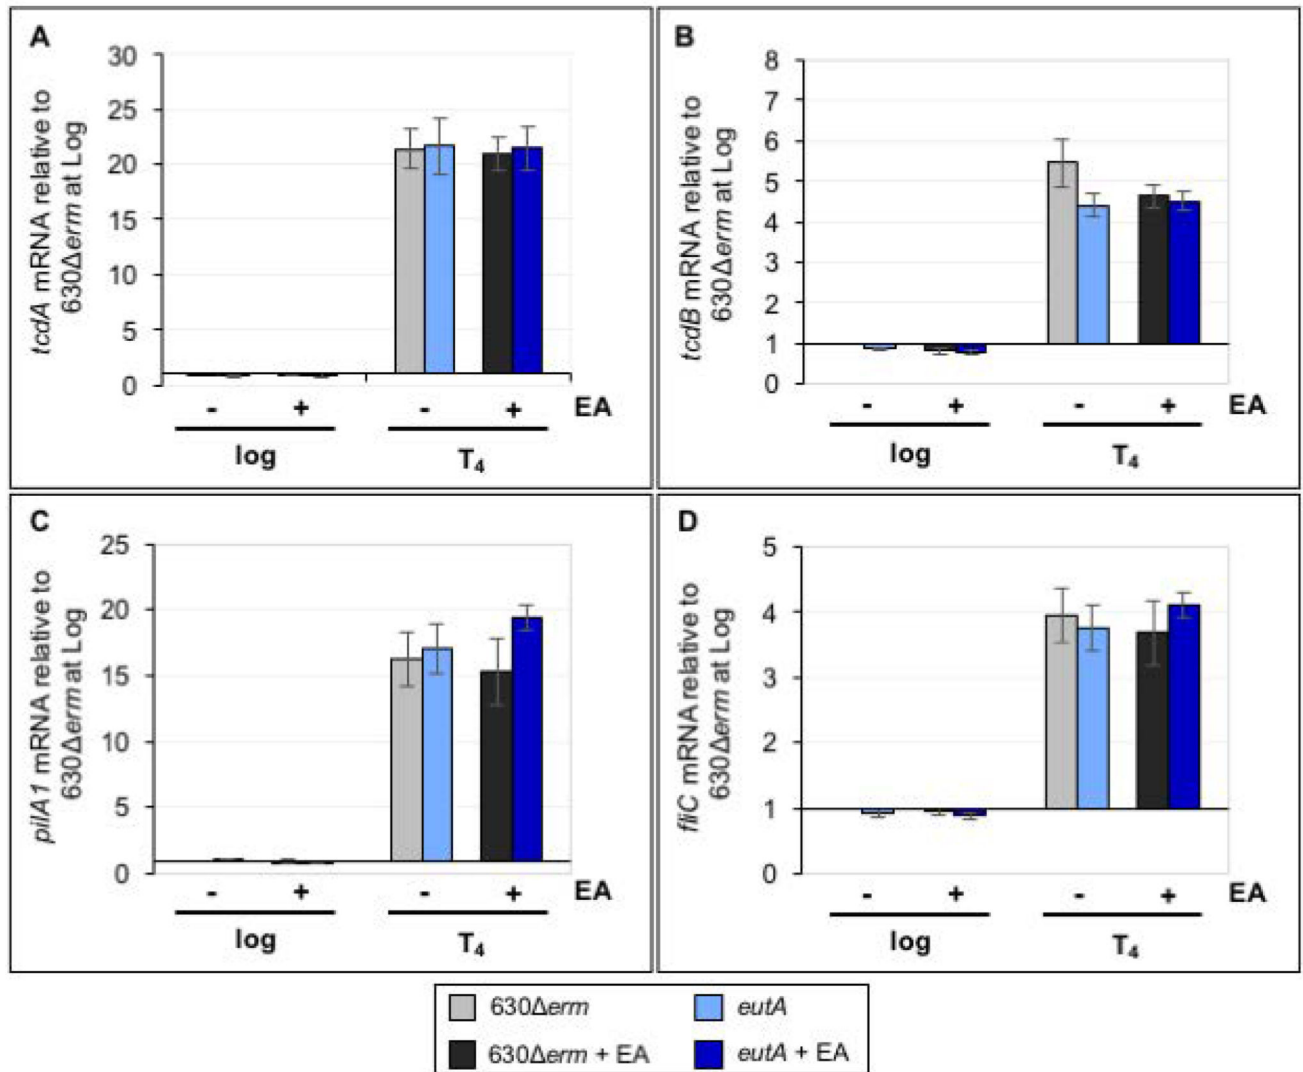 A
tcdA mRNA relative to
630Δerm at Log
30
25
20
15
10
5
0
- + - + EA
log T4
B
tcdB mRNA relative to
630Δerm at Log
8
7
6
5
4
3
2
1
0
- + - + EA
log T4
C
pilA1 mRNA relative to
630Δerm at Log
25
20
15
10
5
0
- + - + EA
log T4
D
fliC mRNA relative to
630Δerm at Log
5
4
3
2
1
0
- + - + EA
log T4
630Δerm eutA
630Δerm + EA eutA + EA